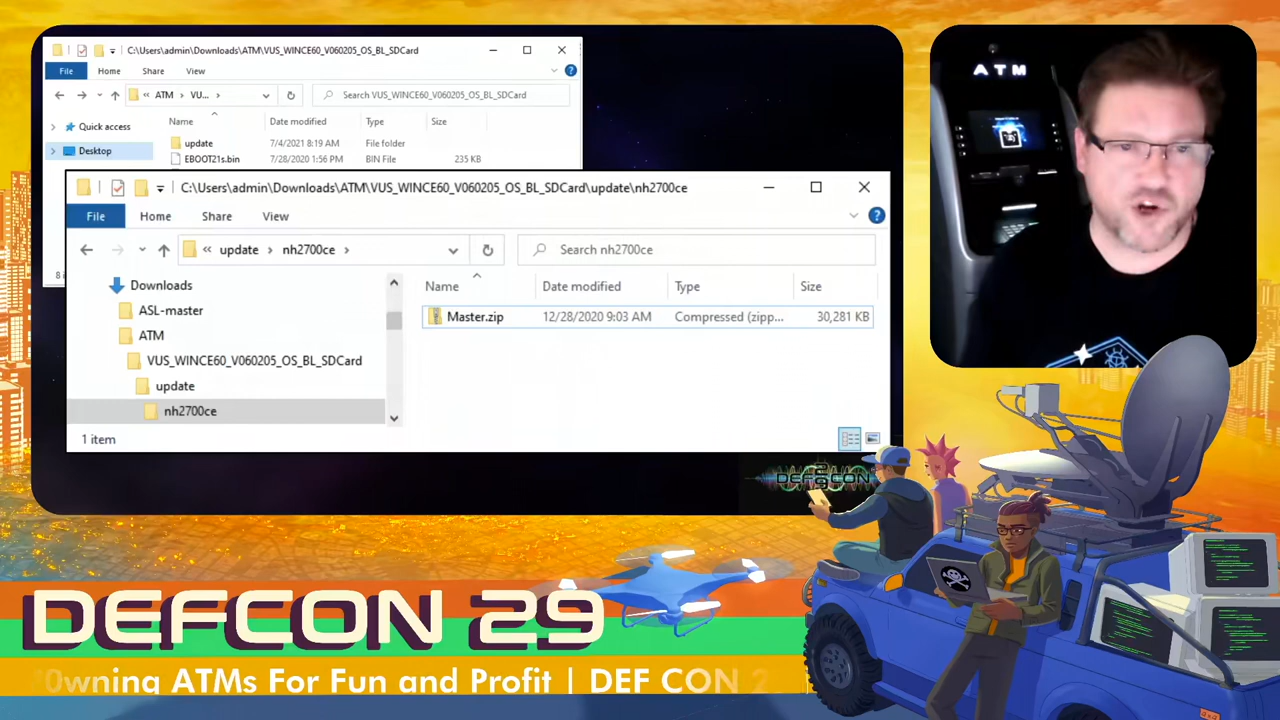 C:\Users\admin\Downloads\ATM\VUS_WINCE60_V060205_OS_BL_SDCard
File Home Share View
ATM VU... Search VUS_WINCE60_V060205_OS_BL_SDCard
Quick access
Desktop
Name Date modified Type Size
update 7/4/2021 8:19 AM File folder
EBOOT21s.bin 7/28/2020 1:56 PM BIN File 235 KB
C:\Users\admin\Downloads\ATM\VUS_WINCE60_V060205_OS_BL_SDCard\update\nh2700ce
File Home Share View
update nh2700ce Search nh2700ce
Downloads
ASL-master
ATM
VUS_WINCE60_V060205_OS_BL_SDCard
update
nh2700ce
Name Date modified Type Size
Master.zip 12/28/2020 9:03 AM Compressed (zipp... 30,281 KB
1 item
ATM
DEFCON
DEFCON 29
0wning ATMs For Fun and Profit | DEF CON 2